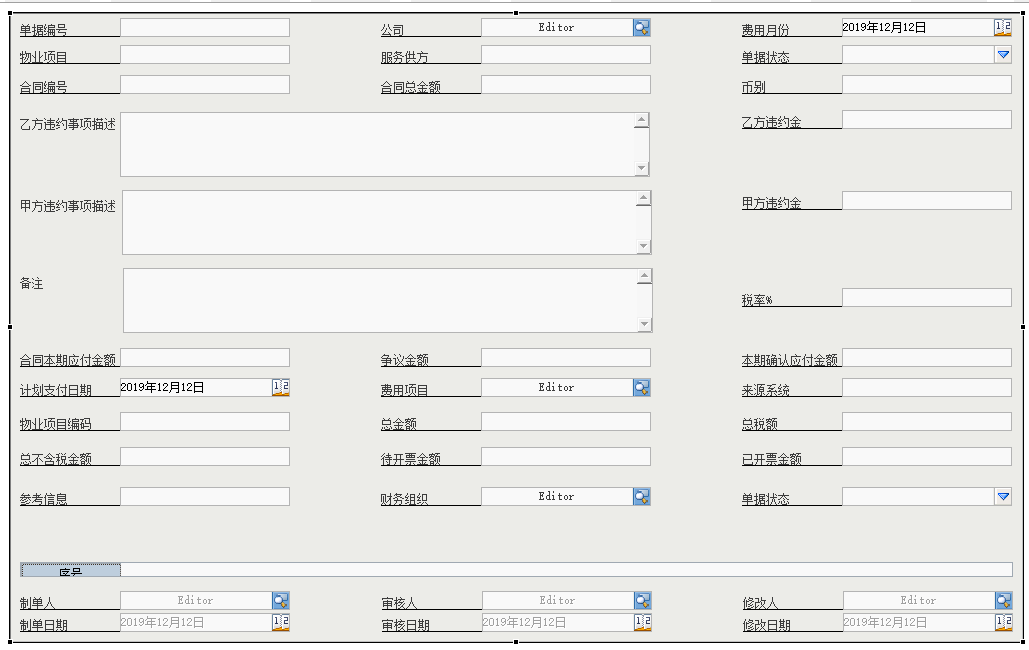 单据编号 公司 Editor 费用月份 2019年12月12日
物业项目 服务供方 单据状态
合同编号 合同总金额 币别
乙方违约事项描述 乙方违约金
甲方违约事项描述 甲方违约金
备注
税率%
合同本期应付金额 争议金额 本期确认应付金额
计划支付日期 2019年12月12日 费用项目 Editor 来源系统
物业项目编码 总金额 总税额
总不含税金额 待开票金额 已开票金额
参考信息 财务组织 Editor 单据状态
序号
制单人 Editor 审核人 Editor 修改人 Editor
制单日期 2019年12月12日 审核日期 2019年12月12日 修改日期 2019年12月12日